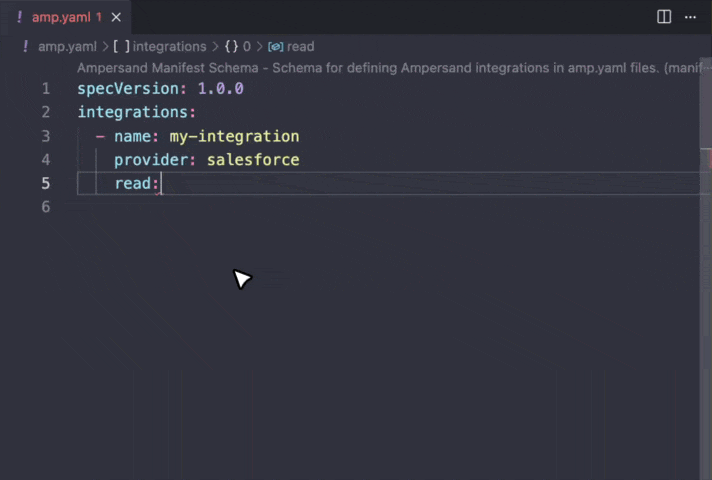 ! amp.yaml 1 ×
! amp.yaml > [ ] integrations > {} 0 > read
Ampersand Manifest Schema - Schema for defining Ampersand integrations in amp.yaml files. (manif
1 specVersion: 1.0.0
2 integrations:
3 - name: my-integration
4 provider: salesforce
5 read:
6